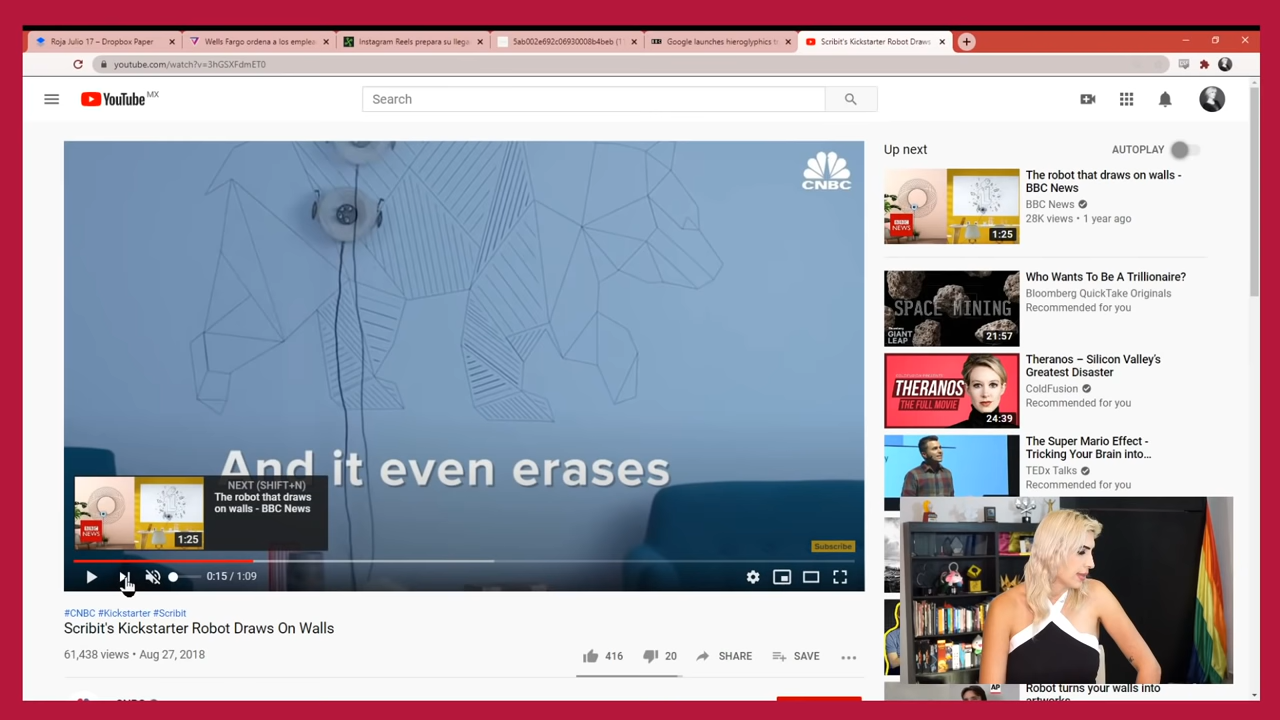 Roja Julio 17 – Dropbox Paper
Wells Fargo ordena a los emplea
Instagram Reels prepara su llega
5ab002e692c06930008b4beb (1
Google launches hieroglyphics t
Scribit's Kickstarter Robot Draws
youtube.com/watch?v=3hGSXFdmET0
YouTube MX
Search
CNBC
And it even erases
NEXT (SHIFT+N)
The robot that draws
on walls - BBC News
BBC NEWS
1:25
Subscribe
0:15 / 1:09
#CNBC #Kickstarter #Scribit
Scribit's Kickstarter Robot Draws On Walls
61,438 views • Aug 27, 2018
416
20
SHARE
SAVE
Up next
AUTOPLAY
BBC NEWS
1:25
The robot that draws on walls -
BBC News
BBC News
28K views • 1 year ago
SPACE MINING
GIANT
LEAP
21:57
Who Wants To Be A Trillionaire?
Bloomberg QuickTake Originals
Recommended for you
THERANOS
THE FULL MOVIE
24:39
Theranos – Silicon Valley's
Greatest Disaster
ColdFusion
Recommended for you
The Super Mario Effect -
Tricking Your Brain into...
TEDx Talks
Recommended for you
AP
Robot turns your walls into